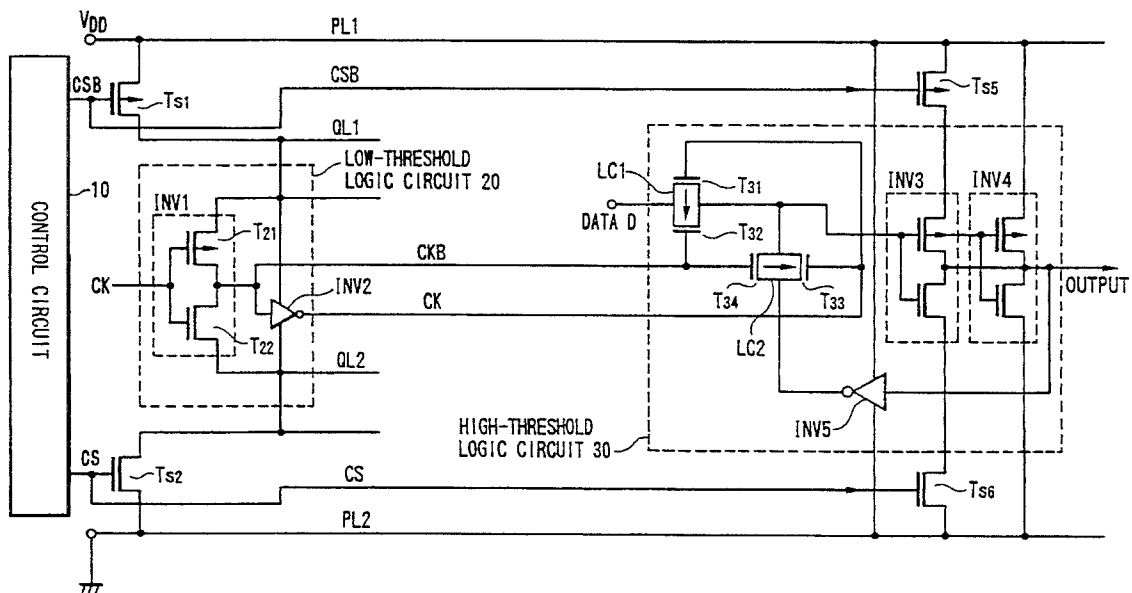 VDD
PL1
CSB
TS1
CSB
TS5
QL1
LOW-THRESHOLD
LOGIC CIRCUIT 20
10
CONTROL CIRCUIT
INV1
T21
CK
T22
CKB
INV2
CK
QL2
LC1
T31
DATA D
T32
T34
T33
LC2
INV3
INV4
OUTPUT
INV5
HIGH-THRESHOLD
LOGIC CIRCUIT 30
CS
TS2
CS
TS6
PL2